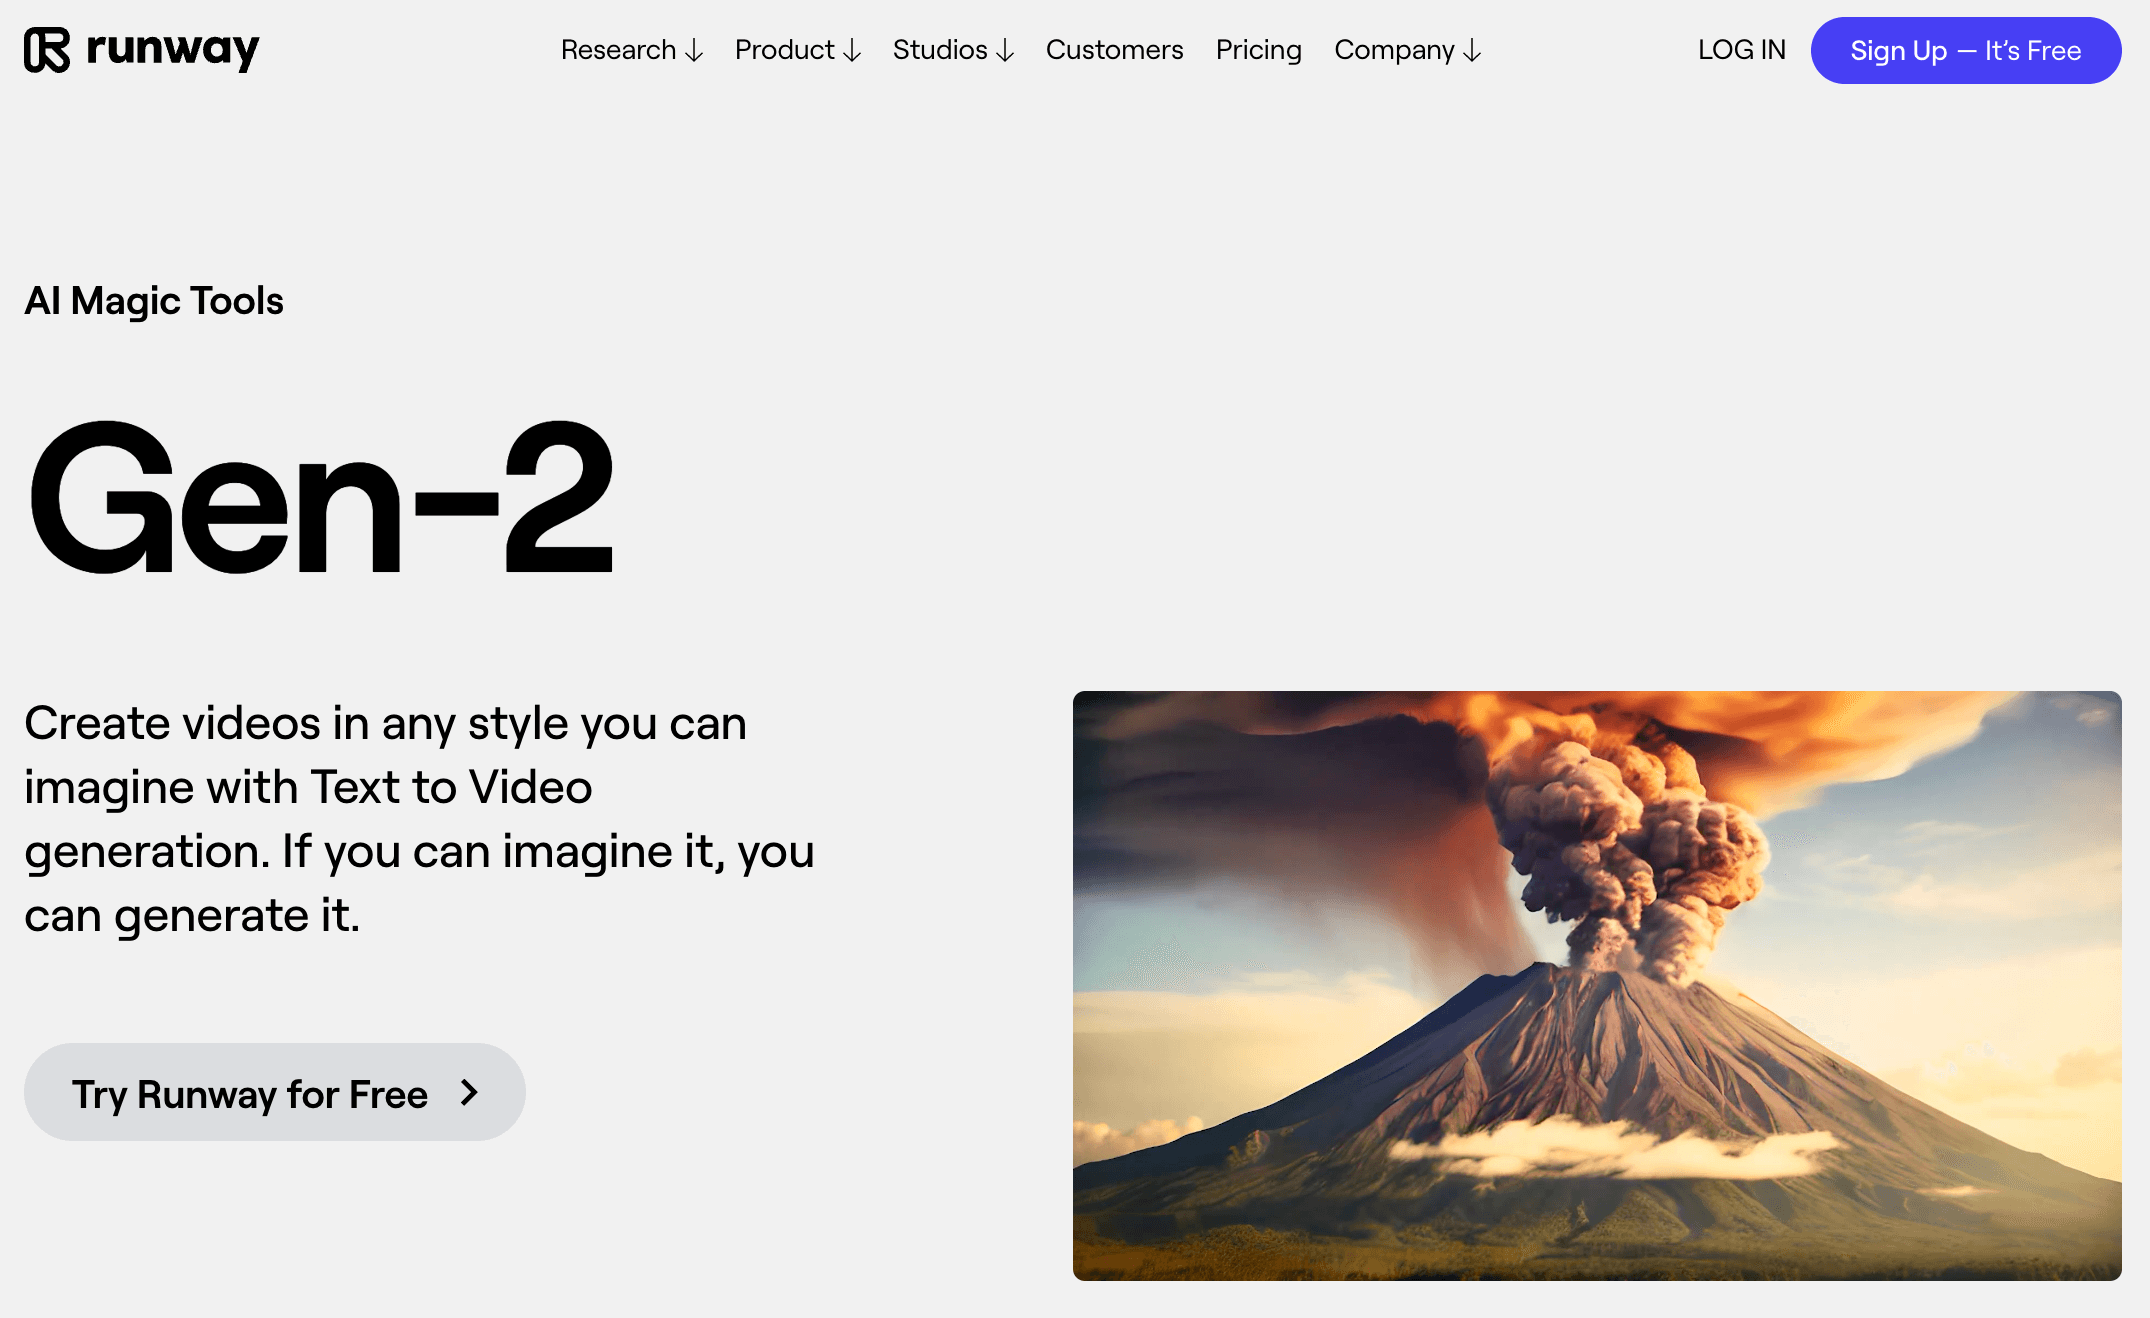 runway
Research ↓ Product ↓ Studios ↓ Customers Pricing Company ↓
LOG IN Sign Up — It’s Free
AI Magic Tools
Gen-2
Create videos in any style you can
imagine with Text to Video
generation. If you can imagine it, you
can generate it.
Try Runway for Free